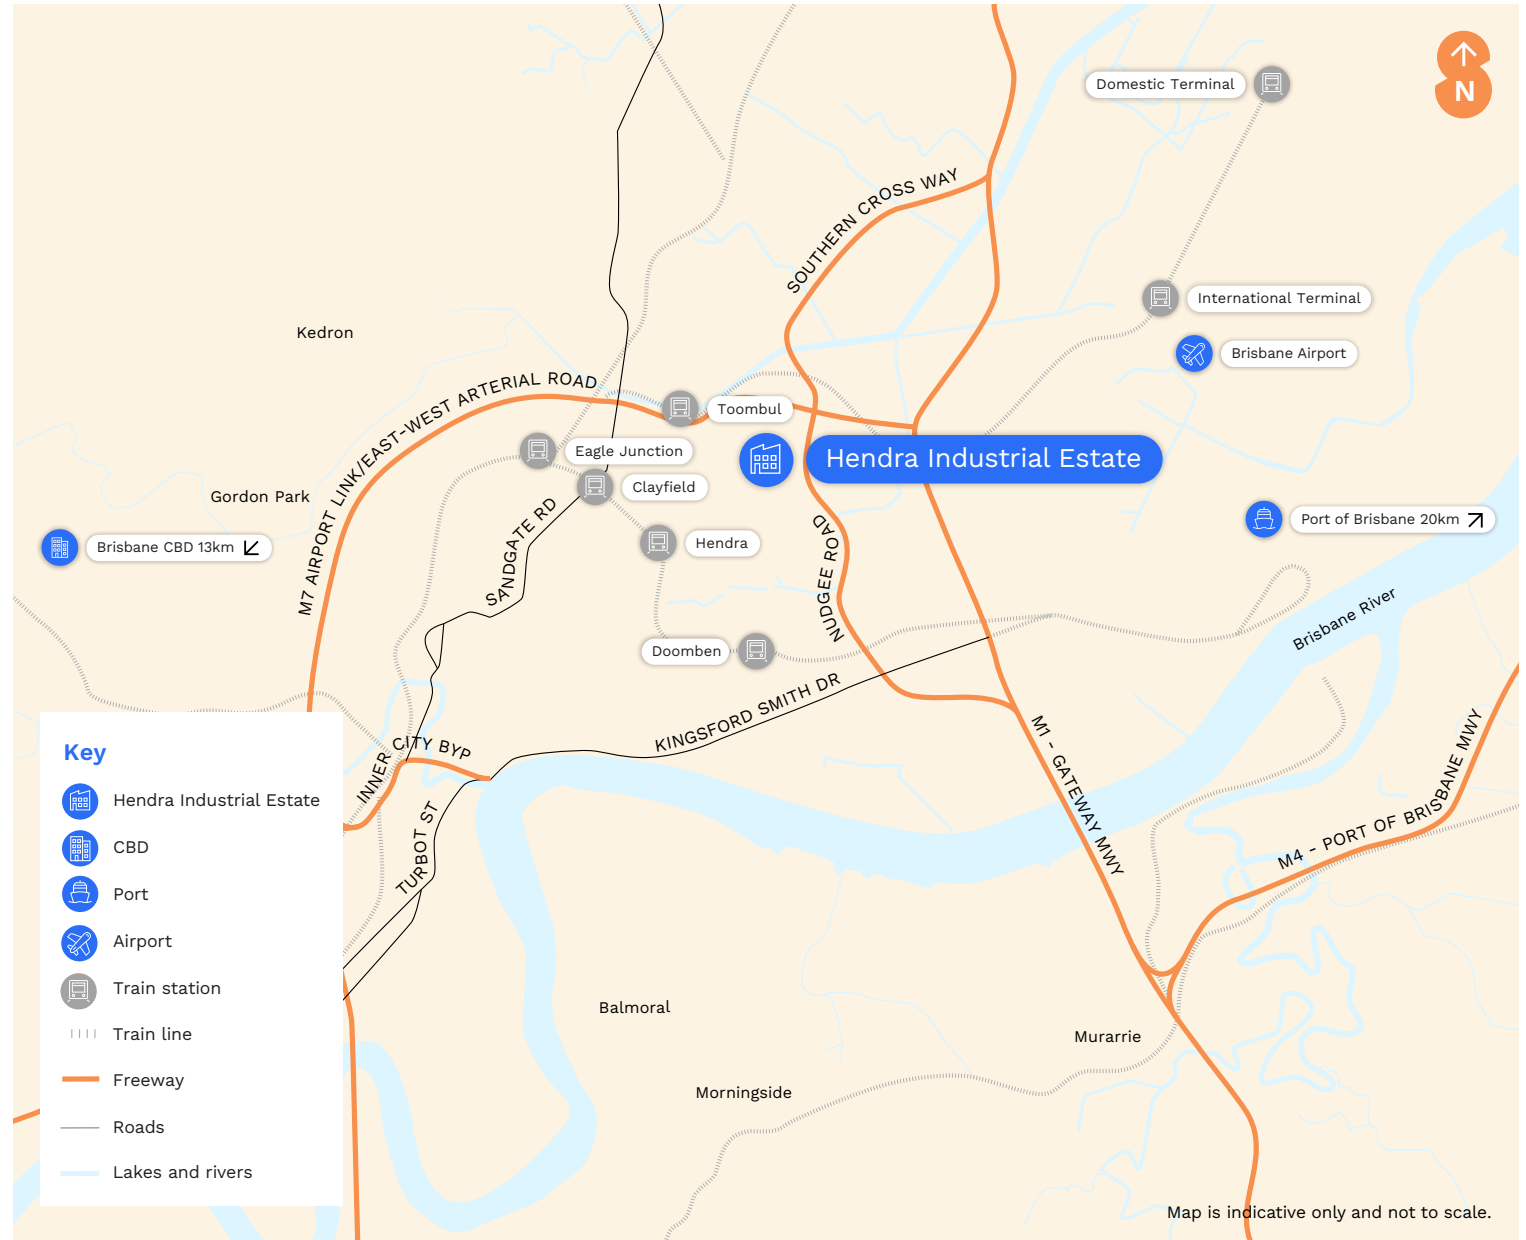 Domestic Terminal
N
SOUTHERN CROSS WAY
International Terminal
Kedron
Brisbane Airport
M7 AIRPORT LINK/EAST-WEST ARTERIAL ROAD
Toombul
Eagle Junction
Hendra Industrial Estate
Clayfield
Gordon Park
SANDGATE RD
Port of Brisbane 20km
Brisbane CBD 13km
Hendra
NUDGEE ROAD
Brisbane River
Doomben
KINGSFORD SMITH DR
INNER CITY BYP
M1 - GATEWAY MWY
M4 - PORT OF BRISBANE MWY
TURBOT ST
Key
Hendra Industrial Estate
CBD
Port
Airport
Train station
Train line
Freeway
Roads
Lakes and rivers
Balmoral
Murarrie
Morningside
Map is indicative only and not to scale.